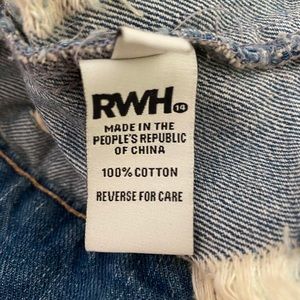 RWH 14
MADE IN THE
PEOPLE'S REPUBLIC
OF CHINA
100% COTTON
REVERSE FOR CARE